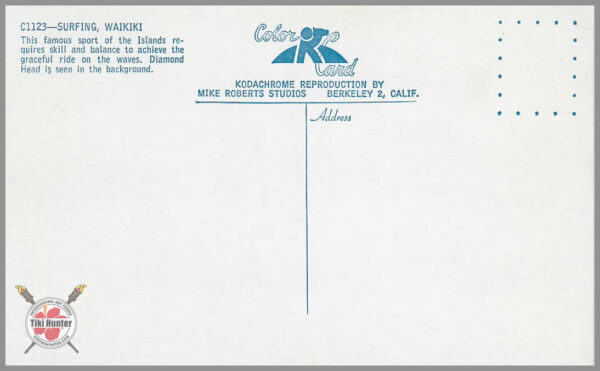 C1123—SURFING, WAIKIKI
This famous sport of the Islands re-
quires skill and balance to achieve the
graceful ride on the waves. Diamond
Head is seen in the background.
Color
Card
KODACHROME REPRODUCTION BY
MIKE ROBERTS STUDIOS BERKELEY 2, CALIF.
Address
Tiki Hunter